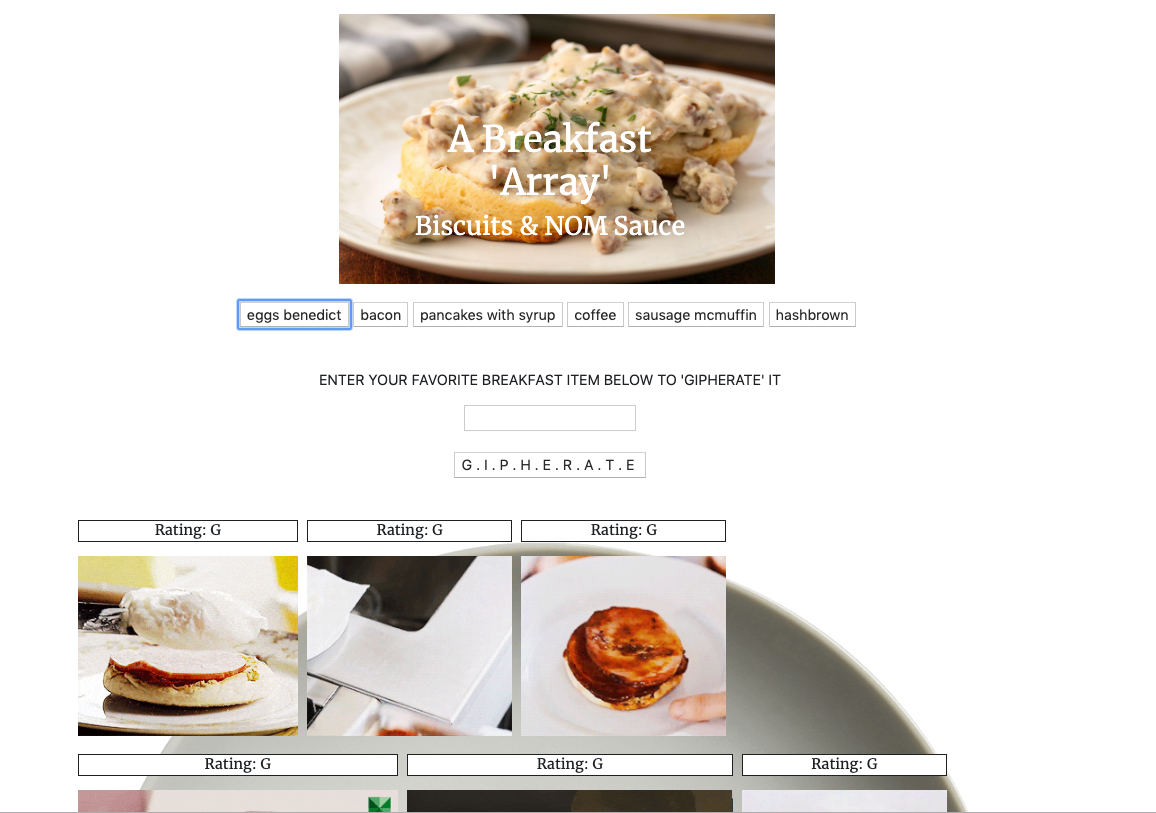 A Breakfast
'Array'
Biscuits & NOM Sauce
eggs benedict bacon pancakes with syrup coffee sausage mcmuffin hashbrown
ENTER YOUR FAVORITE BREAKFAST ITEM BELOW TO 'GIPHERATE' IT
G.I.P.H.E.R.A.T.E
Rating: G Rating: G Rating: G
Rating: G Rating: G Rating: G